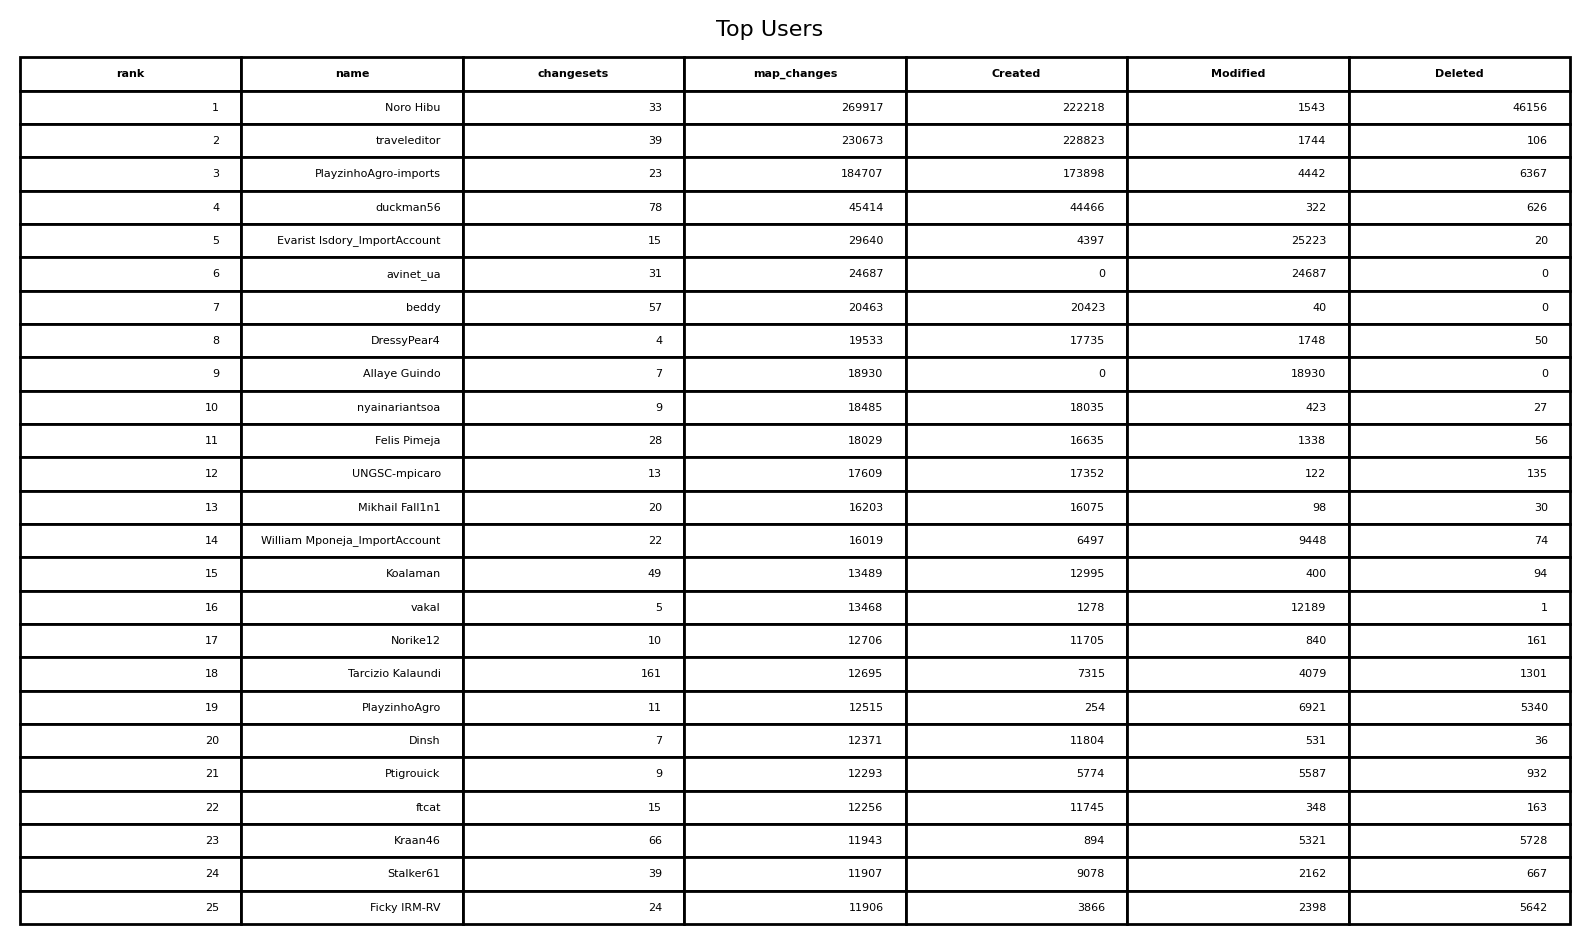 Top Users
rank name changesets map_changes Created Modified Deleted
1 Noro Hibu 33 269917 222218 1543 46156
2 traveleditor 39 230673 228823 1744 106
3 PlayzinhoAgro-imports 23 184707 173898 4442 6367
4 duckman56 78 45414 44466 322 626
5 Evarist Isdory_ImportAccount 15 29640 4397 25223 20
6 avinet_ua 31 24687 0 24687 0
7 beddy 57 20463 20423 40 0
8 DressyPear4 4 19533 17735 1748 50
9 Allaye Guindo 7 18930 0 18930 0
10 nyainariantsoa 9 18485 18035 423 27
11 Felis Pimeja 28 18029 16635 1338 56
12 UNGSC-mpicaro 13 17609 17352 122 135
13 Mikhail Fall1n1 20 16203 16075 98 30
14 William Mponeja_ImportAccount 22 16019 6497 9448 74
15 Koalaman 49 13489 12995 400 94
16 vakal 5 13468 1278 12189 1
17 Norike12 10 12706 11705 840 161
18 Tarcizio Kalaundi 161 12695 7315 4079 1301
19 PlayzinhoAgro 11 12515 254 6921 5340
20 Dinsh 7 12371 11804 531 36
21 Ptigrouick 9 12293 5774 5587 932
22 ftcat 15 12256 11745 348 163
23 Kraan46 66 11943 894 5321 5728
24 Stalker61 39 11907 9078 2162 667
25 Ficky IRM-RV 24 11906 3866 2398 5642